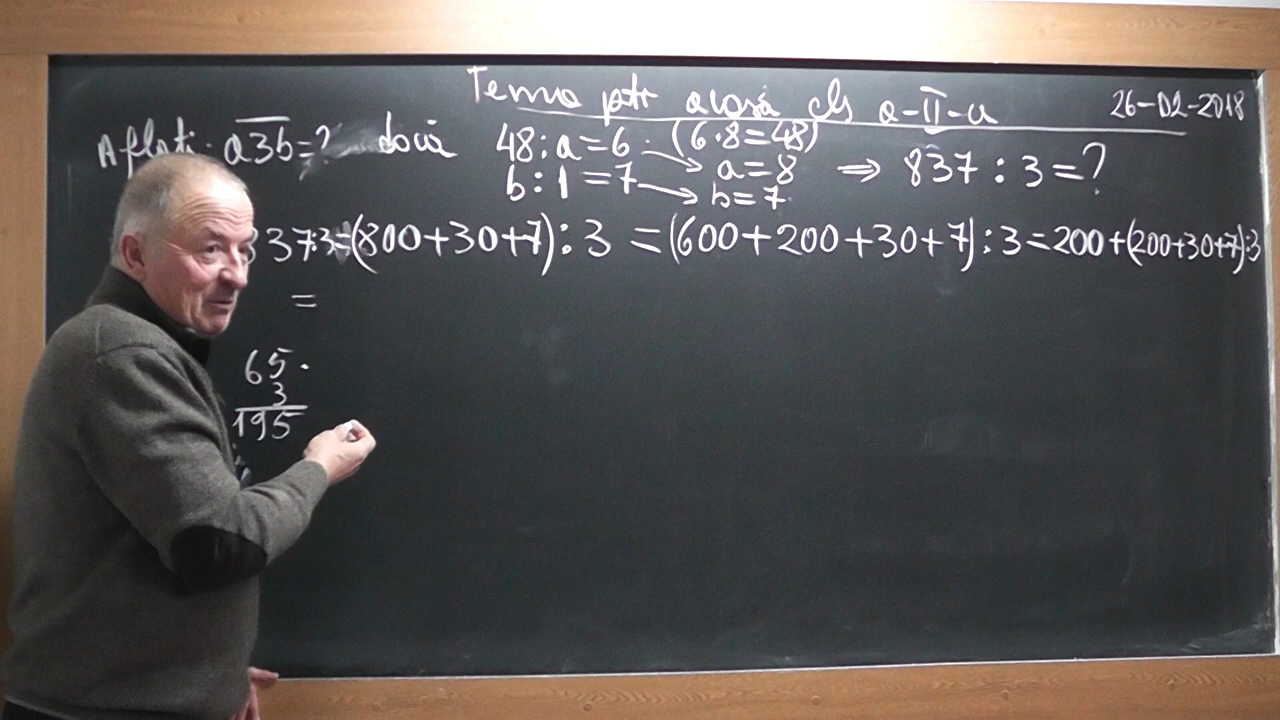 Tema ptr acasă cls a-II-a 26-02-2018
Aflati a3b=? dacă 48:a=6 (6·8=48)
a=8 ⇒ 837:3=?
b:1=7 → b=7
837:3=(800+30+7):3=(600+200+30+7):3=200+(200+30+7):3
=
65·
3
195